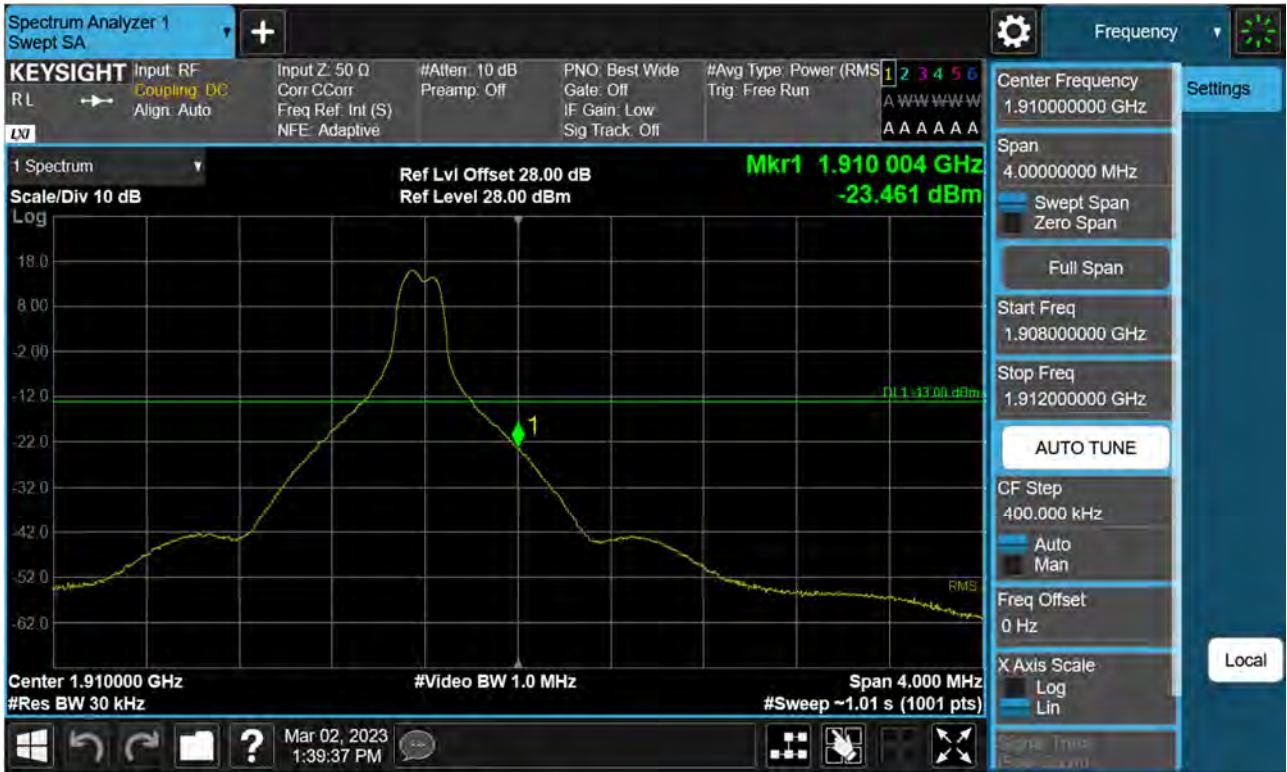 Spectrum Analyzer 1
Swept SA
+
Frequency
KEYSIGHT
RL
LXI
Input: RF
Coupling: DC
Align: Auto
Input Z: 50 Ω
Corr CCorr
Freq Ref: Int (S)
NFE: Adaptive
#Atten: 10 dB
Preamp: Off
PNO: Best Wide
Gate: Off
IF Gain: Low
Sig Track: Off
#Avg Type: Power (RMS
Trig: Free Run
1 2 3 4 5 6
A W W W W W
A A A A A A
1 Spectrum
Scale/Div 10 dB
Log
Ref Lvl Offset 28.00 dB
Ref Level 28.00 dBm
Mkr1 1.910 004 GHz
-23.461 dBm
18.0
8.00
-2.00
-12.0
-22.0
-32.0
-42.0
-52.0
-62.0
DL1 -13.00 dBm
1
RMS
Center 1.910000 GHz
#Res BW 30 kHz
#Video BW 1.0 MHz
Span 4.000 MHz
#Sweep ~1.01 s (1001 pts)
Center Frequency
1.910000000 GHz
Settings
Span
4.00000000 MHz
Swept Span
Zero Span
Full Span
Start Freq
1.908000000 GHz
Stop Freq
1.912000000 GHz
AUTO TUNE
CF Step
400.000 kHz
Auto
Man
Freq Offset
0 Hz
X Axis Scale
Log
Lin
Local
?
Mar 02, 2023
1:39:37 PM